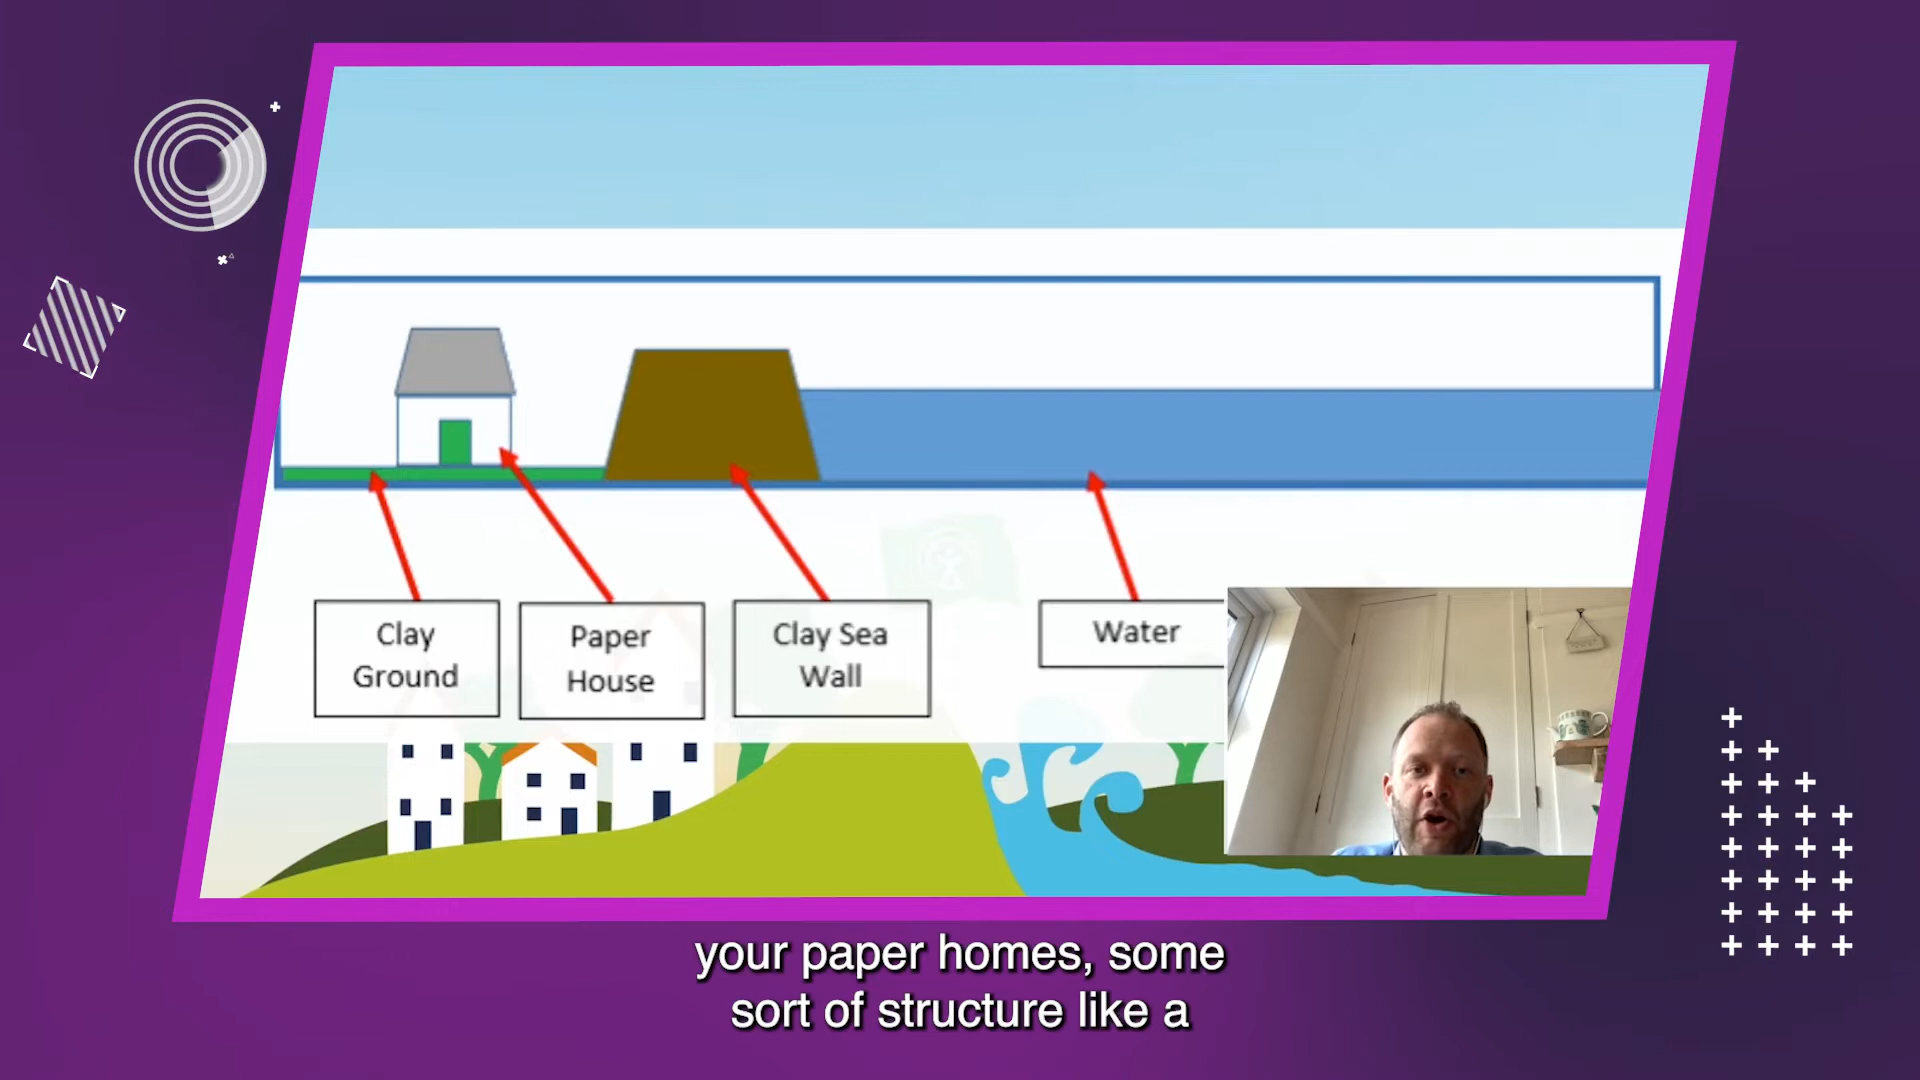 Clay
Ground
Paper
House
Clay Sea
Wall
Water
your paper homes, some
sort of structure like a